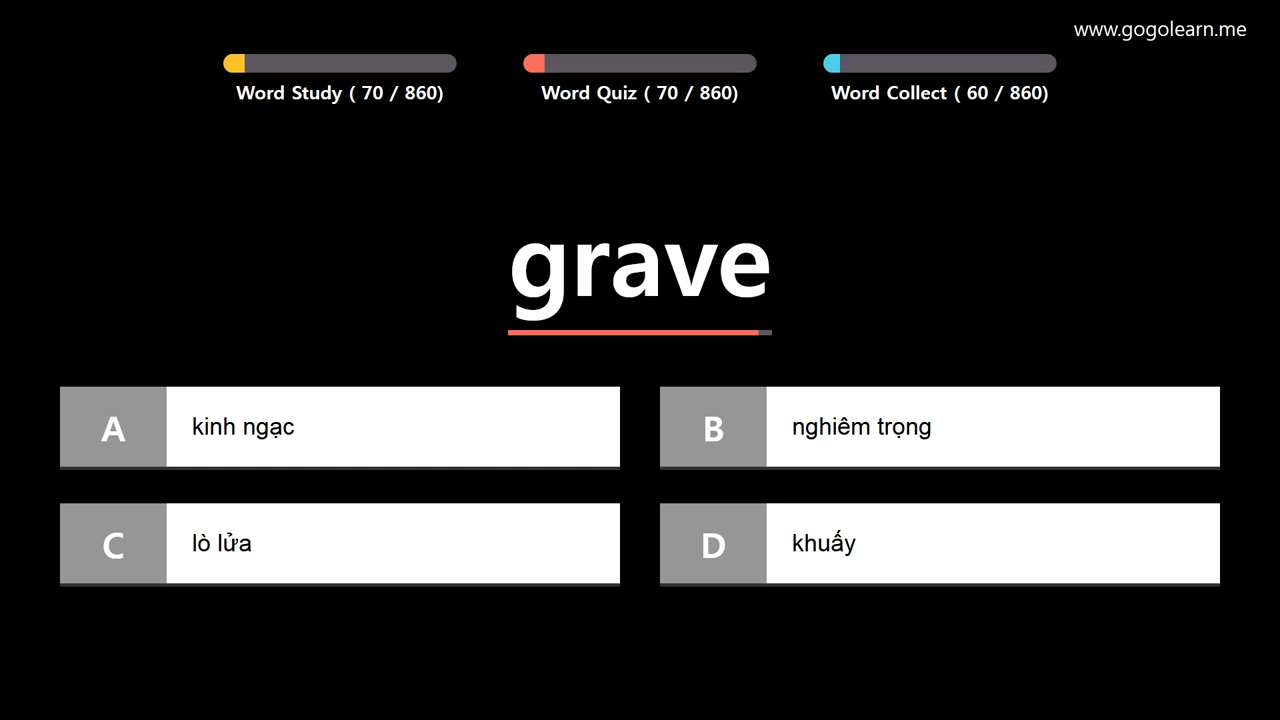 www.gogolearn.me
Word Study ( 70 / 860)
Word Quiz ( 70 / 860)
Word Collect ( 60 / 860)
grave
A
kinh ngạc
B
nghiêm trọng
C
lò lửa
D
khuấy